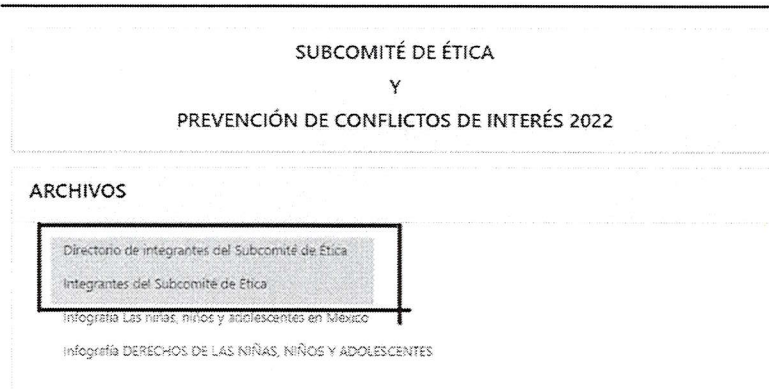 SUBCOMITÉ DE ÉTICA
Y
PREVENCIÓN DE CONFLICTOS DE INTERÉS 2022
ARCHIVOS
Directorio de integrantes del Subcomité de Ética
Integrantes del Subcomité de Ética
Infografía Las niñas, niños y adolescentes en México
Infografía DERECHOS DE LAS NIÑAS, NIÑOS Y ADOLESCENTES